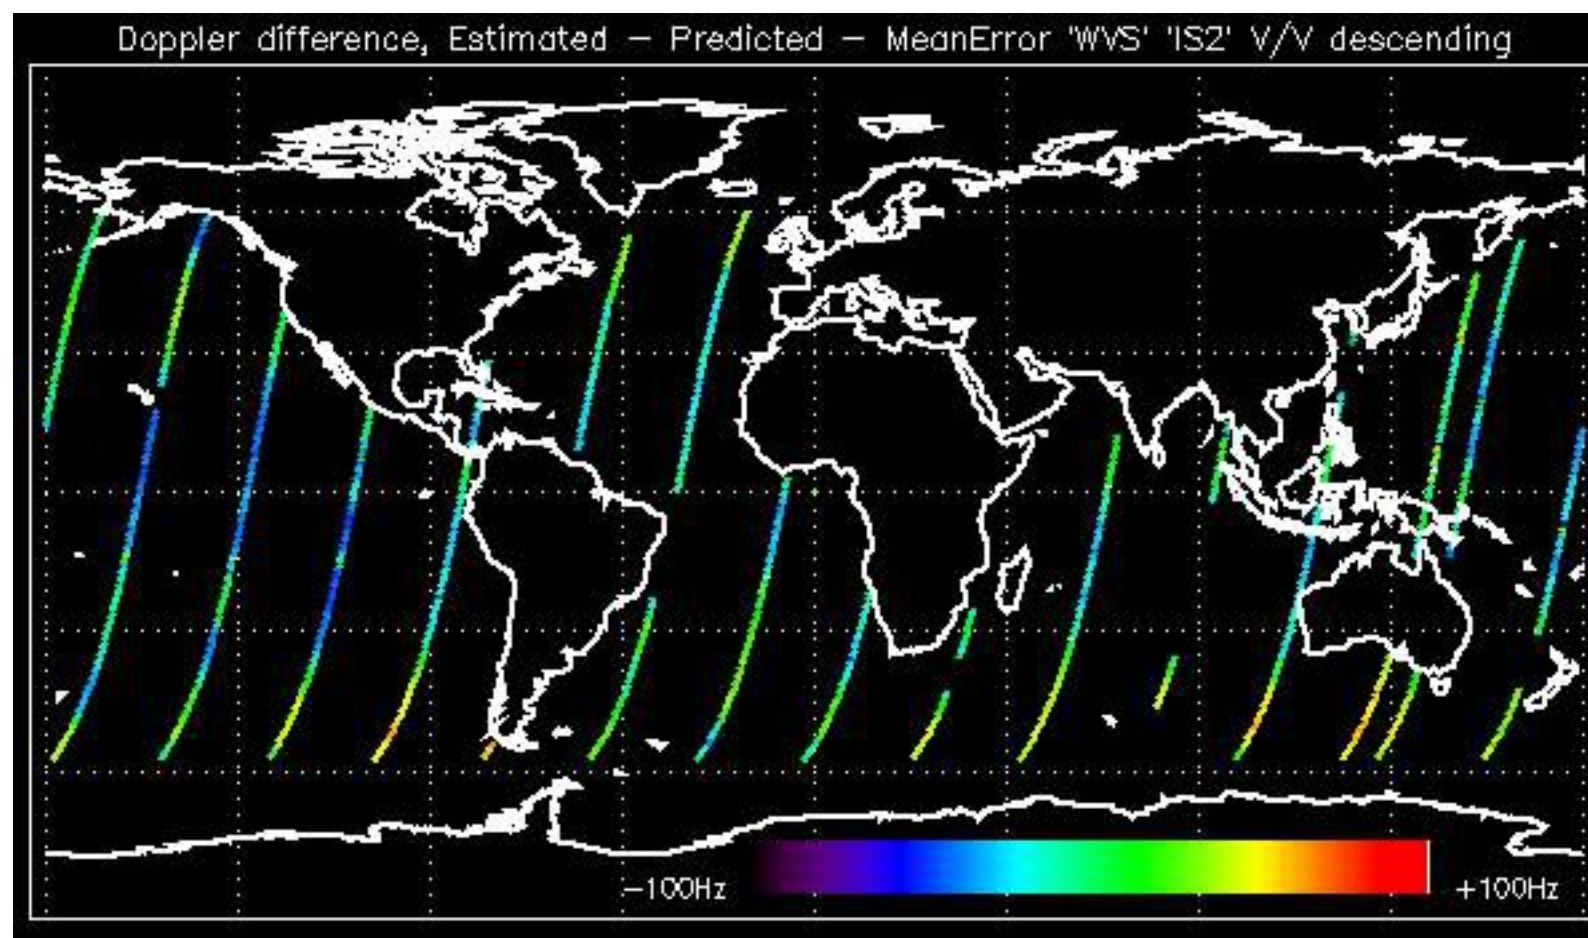 Doppler difference, Estimated – Predicted – MeanError 'WVS' 'IS2' V/V descending
−100Hz
+100Hz